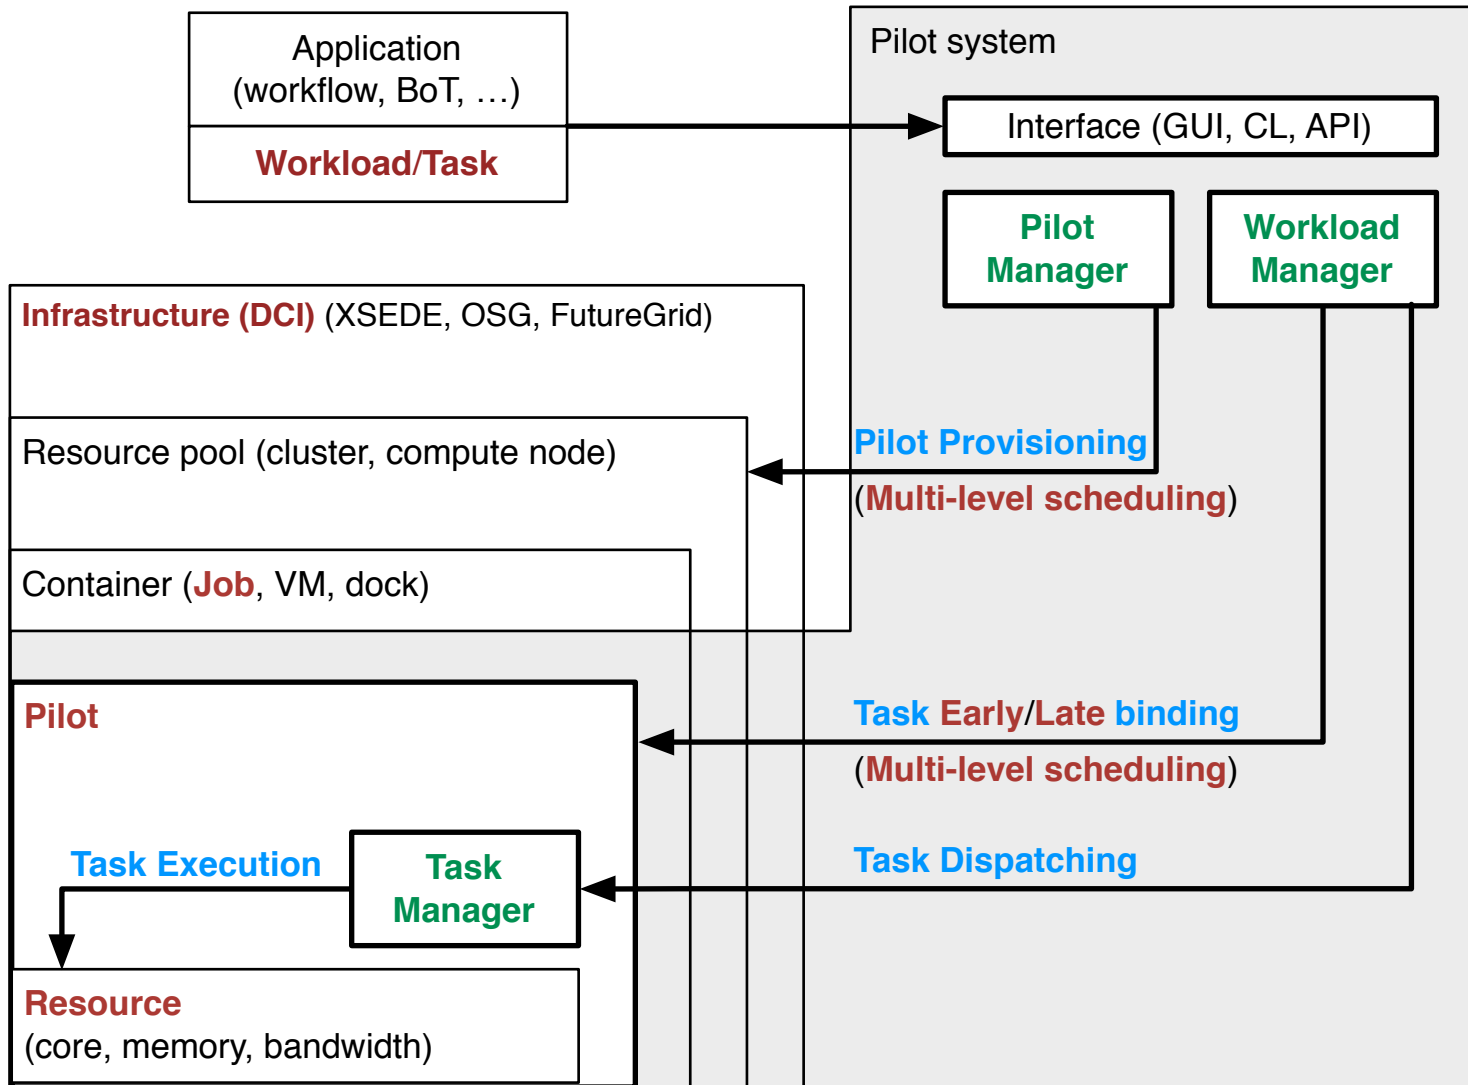 Application
(workflow, BoT, …)
Workload/Task
Pilot system
Interface (GUI, CL, API)
Pilot
Manager
Workload
Manager
Infrastructure (DCI) (XSEDE, OSG, FutureGrid)
Resource pool (cluster, compute node)
Pilot Provisioning
(Multi-level scheduling)
Container (Job, VM, dock)
Pilot
Task Early/Late binding
(Multi-level scheduling)
Task Execution
Task
Manager
Task Dispatching
Resource
(core, memory, bandwidth)